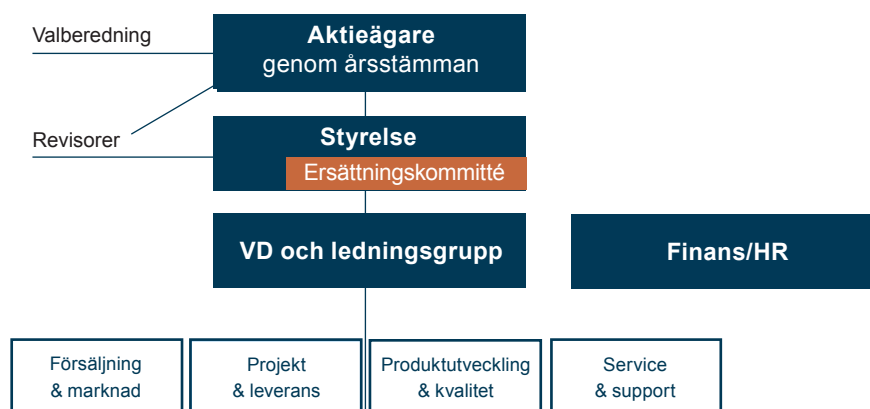 Valberedning
Aktieägare
genom årsstämman
Revisorer
Styrelse
Ersättningskommitté
VD och ledningsgrupp
Finans/HR
Försäljning
& marknad
Projekt
& leverans
Produktutveckling
& kvalitet
Service
& support